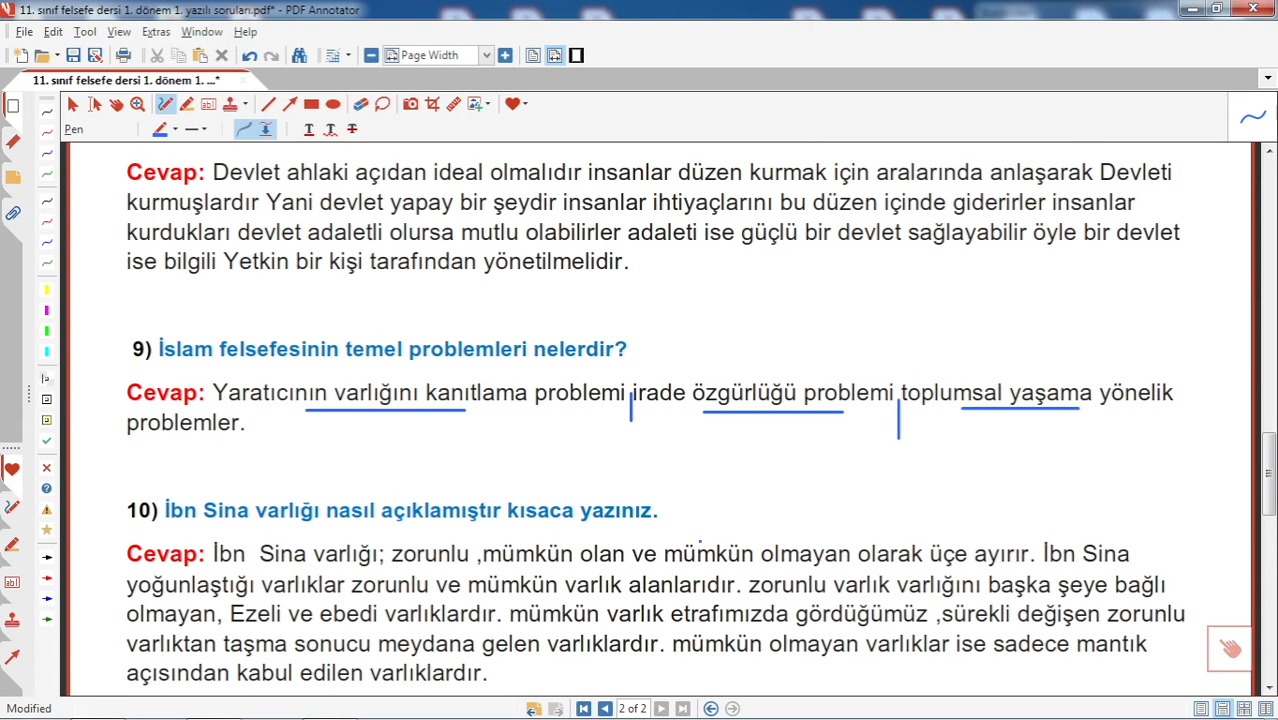 11. sınıf felsefe dersi 1. dönem 1. yazılı soruları.pdf* - PDF Annotator
File Edit Tool View Extras Window Help
Page Width
11. sınıf felsefe dersi 1. dönem 1. ...*
Pen
Cevap: Devlet ahlaki açıdan ideal olmalıdır insanlar düzen kurmak için aralarında anlaşarak Devleti
kurmuşlardır Yani devlet yapay bir şeydir insanlar ihtiyaçlarını bu düzen içinde giderirler insanlar
kurdukları devlet adaletli olursa mutlu olabilirler adaleti ise güçlü bir devlet sağlayabilir öyle bir devlet
ise bilgili Yetkin bir kişi tarafından yönetilmelidir.
9) İslam felsefesinin temel problemleri nelerdir?
Cevap: Yaratıcının varlığını kanıtlama problemi irade özgürlüğü problemi toplumsal yaşama yönelik
problemler.
10) İbn Sina varlığı nasıl açıklamıştır kısaca yazınız.
Cevap: İbn  Sina varlığı; zorunlu ,mümkün olan ve mümkün olmayan olarak üçe ayırır. İbn Sina
yoğunlaştığı varlıklar zorunlu ve mümkün varlık alanlarıdır. zorunlu varlık varlığını başka şeye bağlı
olmayan, Ezeli ve ebedi varlıklardır. mümkün varlık etrafımızda gördüğümüz ,sürekli değişen zorunlu
varlıktan taşma sonucu meydana gelen varlıklardır. mümkün olmayan varlıklar ise sadece mantık
açısından kabul edilen varlıklardır.
Modified
2 of 2